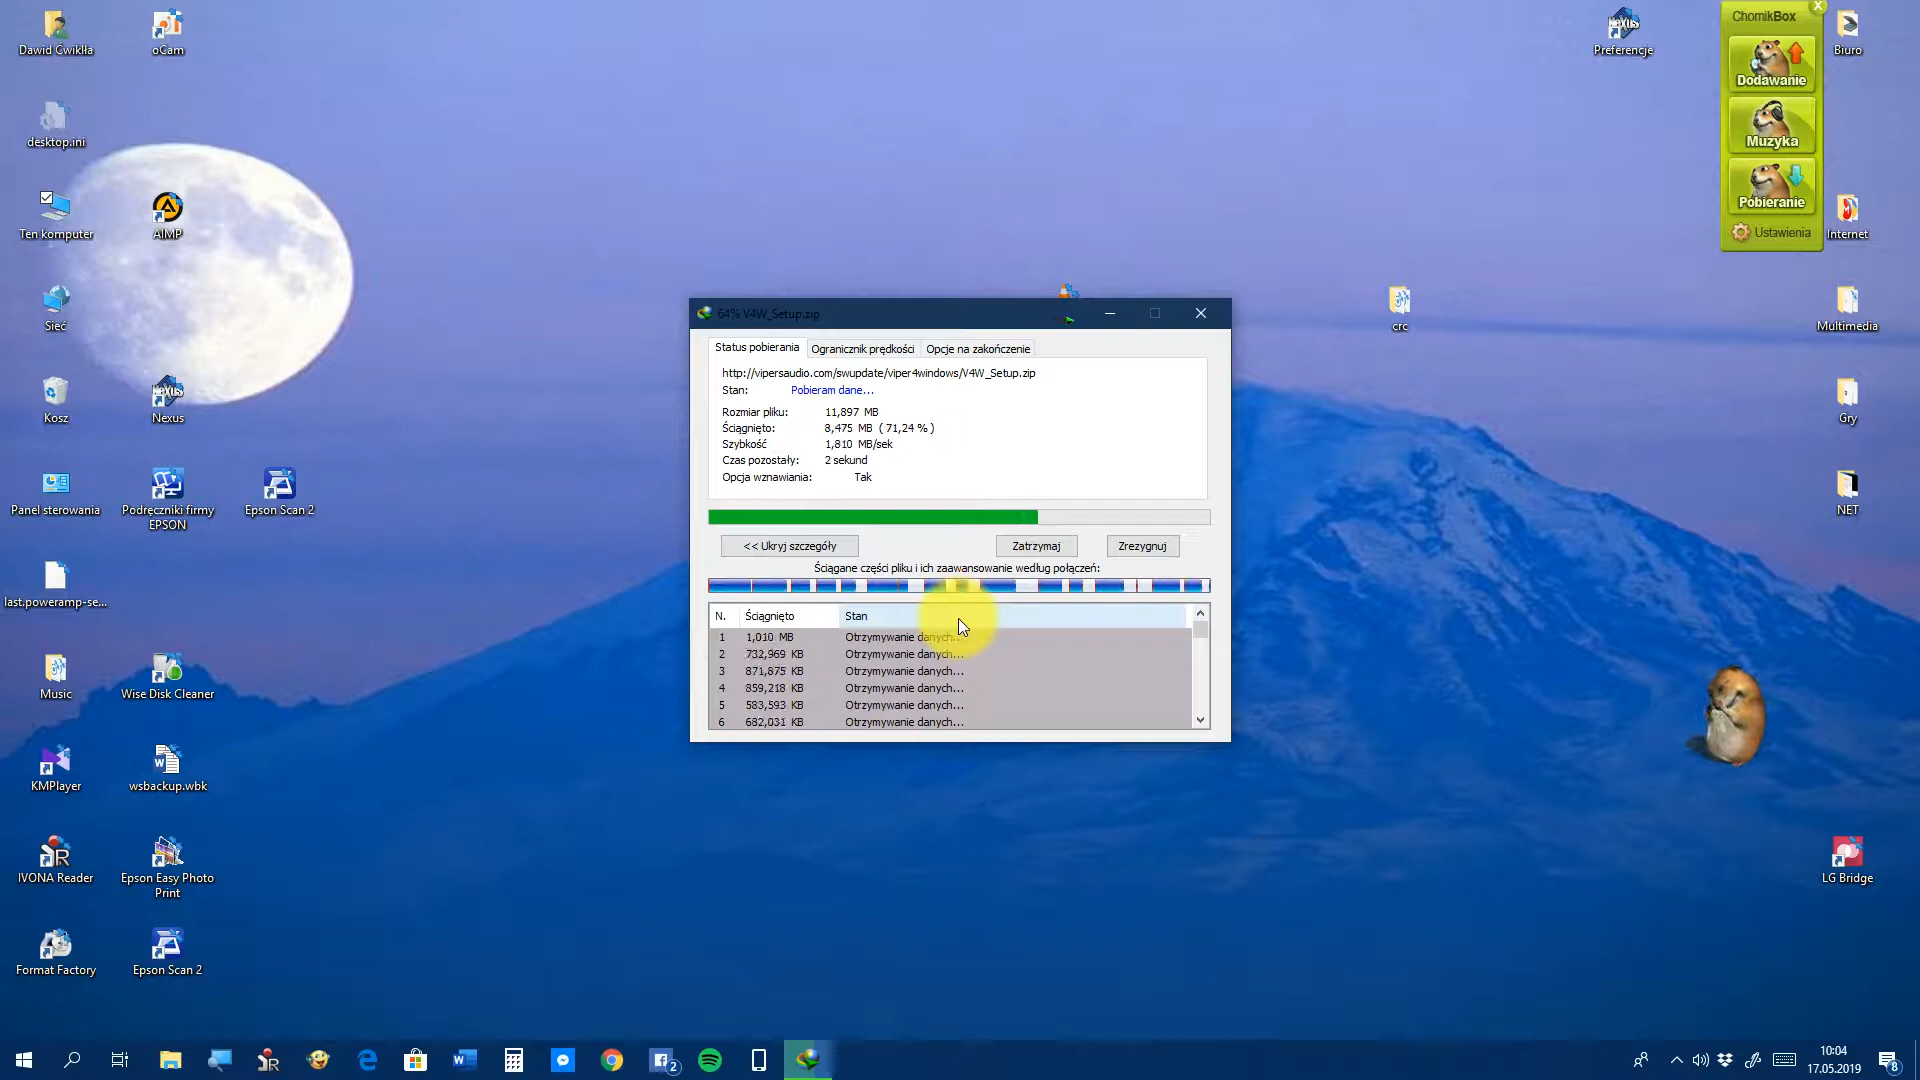 Dawid Ćwikłła
oCam
desktop.ini
Ten komputer
AIMP
Sieć
Kosz
Nexus
Panel sterowania
Podręczniki firmy
EPSON
Epson Scan 2
last.poweramp-se...
Music
Wise Disk Cleaner
KMPlayer
wsbackup.wbk
IVONA Reader
Epson Easy Photo
Print
Format Factory
Epson Scan 2
64% V4W_Setup.zip
Status pobierania
Ogranicznik prędkości
Opcje na zakończenie
http://vipersaudio.com/swupdate/viper4windows/V4W_Setup.zip
Stan: Pobieram dane...
Rozmiar pliku: 11,897 MB
Ściągnięto: 8,475 MB ( 71,24 % )
Szybkość 1,810 MB/sek
Czas pozostały: 2 sekund
Opcja wznawiania: Tak
<< Ukryj szczegóły
Zatrzymaj
Zrezygnuj
Ściągane części pliku i ich zaawansowanie według połączeń:
N. Ściągnięto Stan
1 1,010 MB Otrzymywanie danych...
2 732,969 KB Otrzymywanie danych...
3 871,875 KB Otrzymywanie danych...
4 859,218 KB Otrzymywanie danych...
5 583,593 KB Otrzymywanie danych...
6 682,031 KB Otrzymywanie danych...
crc
Nexus
Preferencje
ChomikBox
X
Dodawanie
Muzyka
Pobieranie
Ustawienia
Biuro
Internet
Multimedia
Gry
NET
LG Bridge
2
10:04
17.05.2019
8